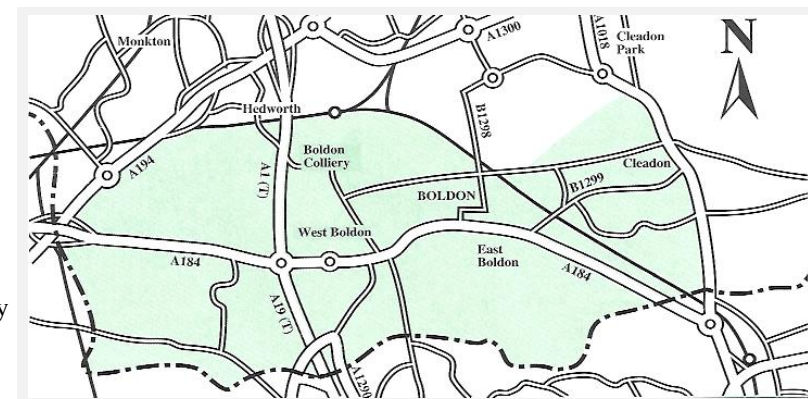 N
A1300
A1018
Cleadon
Park
Monkton
Hedworth
B1298
Boldon
Colliery
A194
A1 (T)
Cleadon
B1299
BOLDON
West Boldon
East
Boldon
A184
A184
A19 (T)
A1290
y